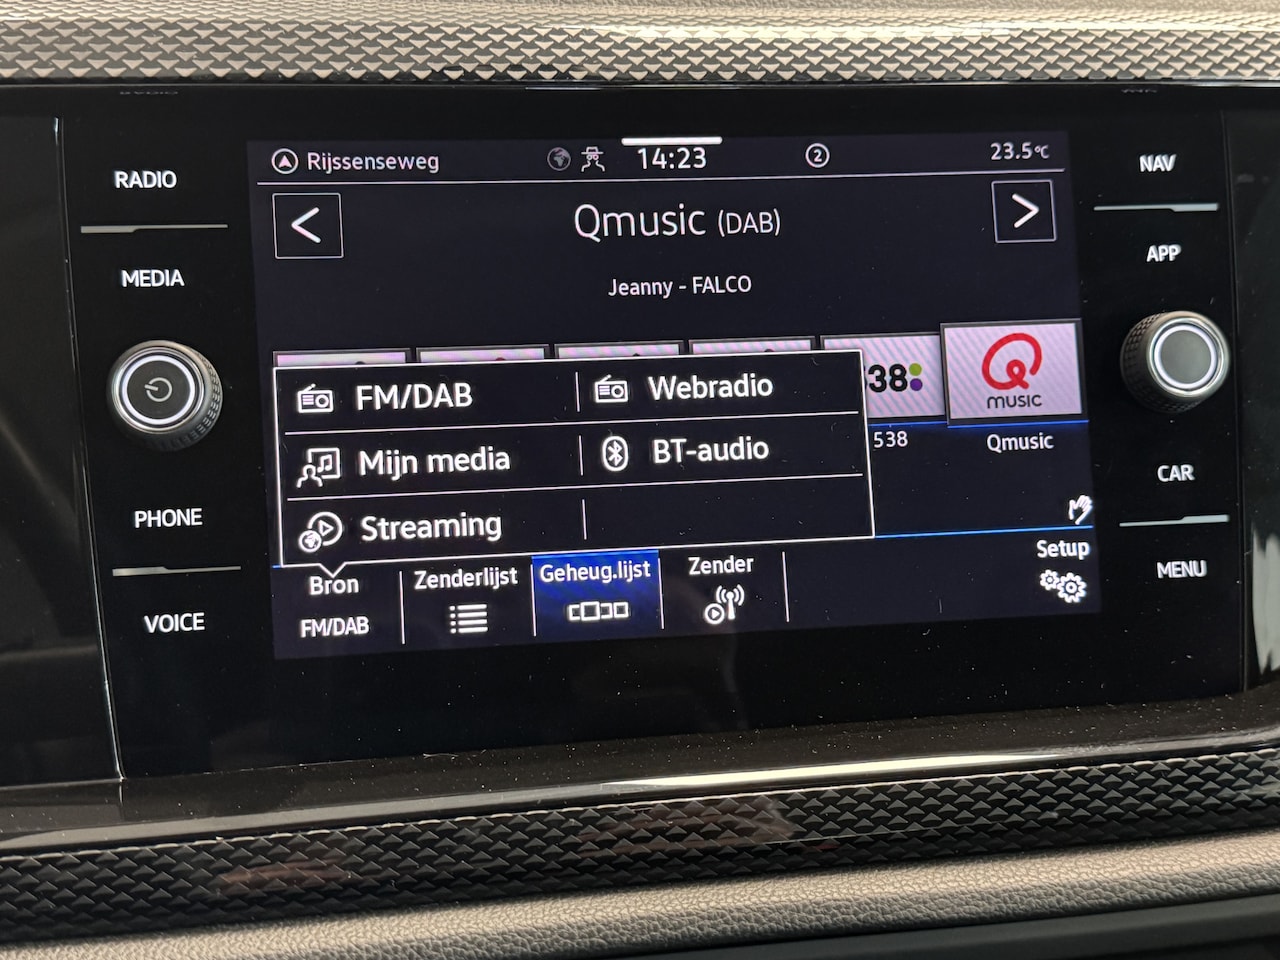 RADIO
MEDIA
PHONE
VOICE
Rijssenseweg
14:23
2
23.5°C
Qmusic (DAB)
Jeanny - FALCO
38
MUSIC
538
Qmusic
FM/DAB
Webradio
Mijn media
BT-audio
Streaming
Bron
FM/DAB
Zenderlijst
Geheug.lijst
Zender
Setup
NAV
APP
CAR
MENU